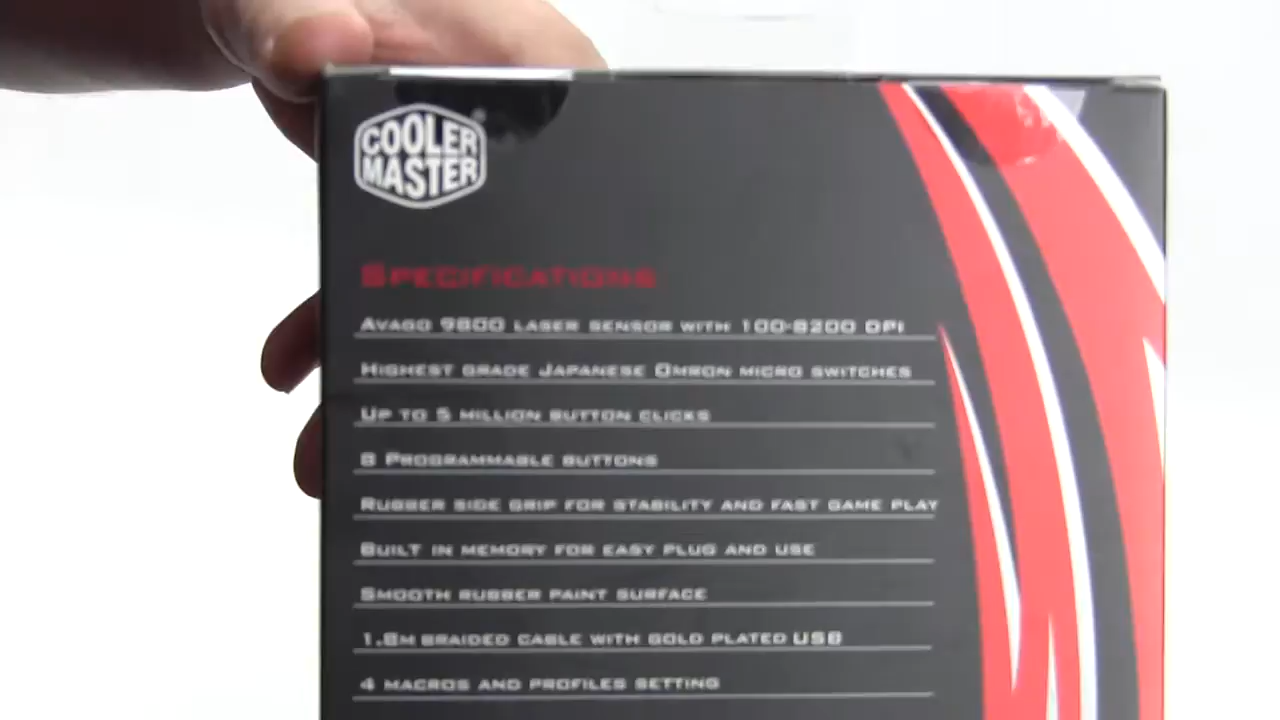 COOLER
MASTER
SPECIFICATIONS
AVAGO 9800 LASER SENSOR WITH 100-8200 DPI
HIGHEST GRADE JAPANESE OMRON MICRO SWITCHES
UP TO 5 MILLION BUTTON CLICKS
8 PROGRAMMABLE BUTTONS
RUBBER SIDE GRIP FOR STABILITY AND FAST GAME PLAY
BUILT IN MEMORY FOR EASY PLUG AND USE
SMOOTH RUBBER PAINT SURFACE
1.8M BRAIDED CABLE WITH GOLD PLATED USB
4 MACROS AND PROFILES SETTING